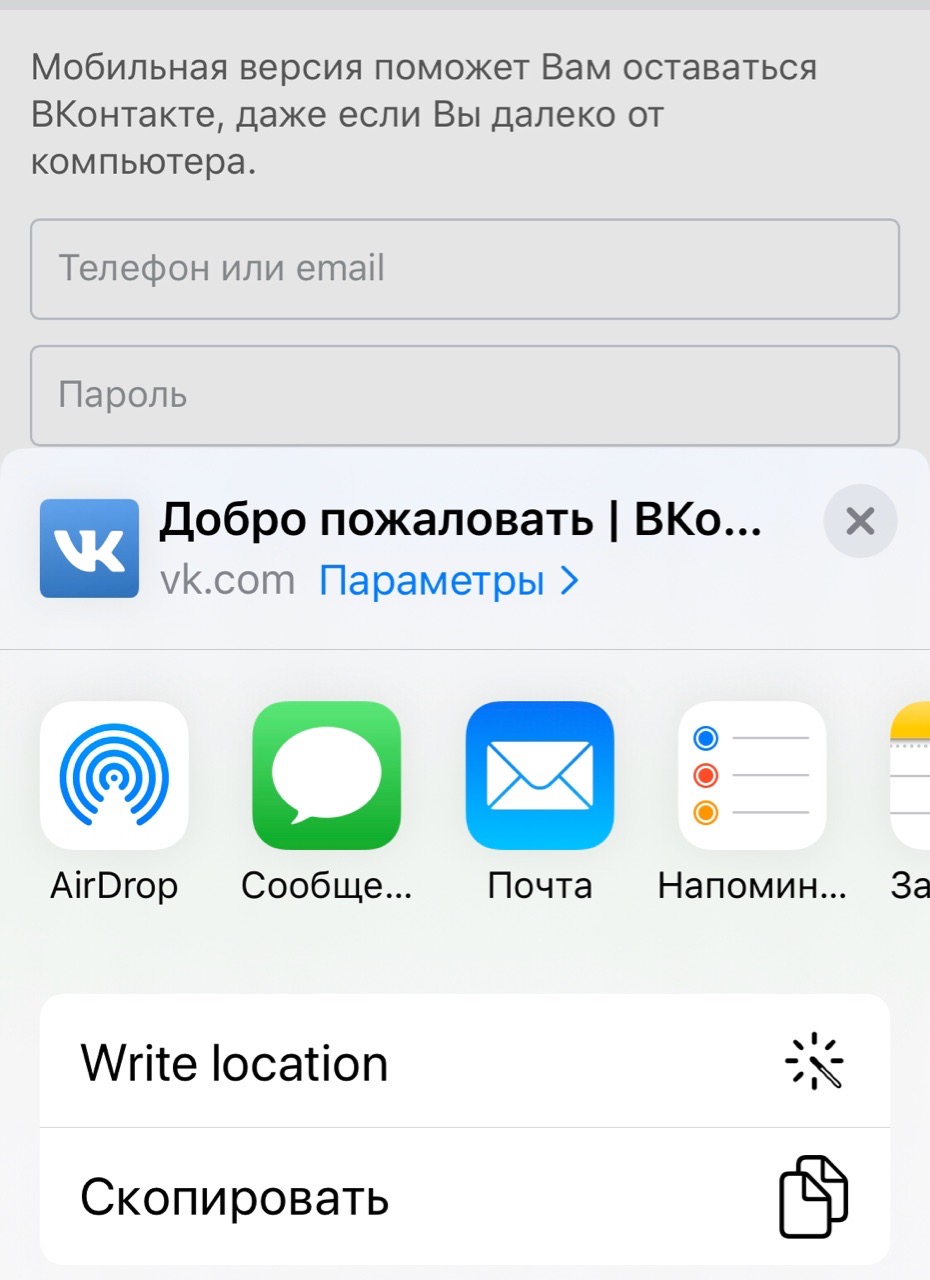 Мобильная версия поможет Вам оставаться
ВКонтакте, даже если Вы далеко от
компьютера.
Телефон или email
Пароль
Добро пожаловать | ВКо...
vk.com Параметры >
AirDrop Сообще... Почта Напомин... За
Write location
Скопировать